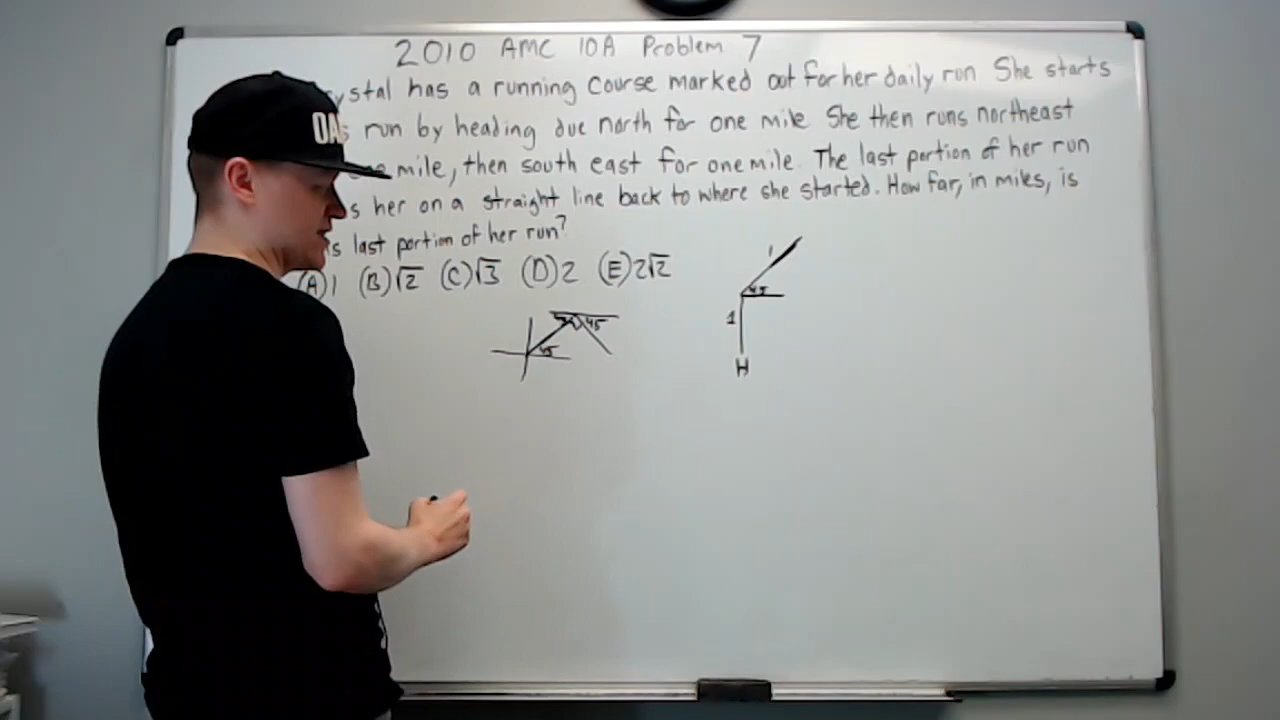 2010 AMC 10A Problem 7
ystal has a running Course marked out for her daily run She starts
run by heading due north for one mile She then runs northeast
mile, then south east for one mile. The last portion of her run
s her on a straight line back to where she started. How far, in miles, is
s last portion of her run?
(A) 1 (B) √2 (C) √3 (D) 2 (E) 2√2
1
45
1
H
45
45